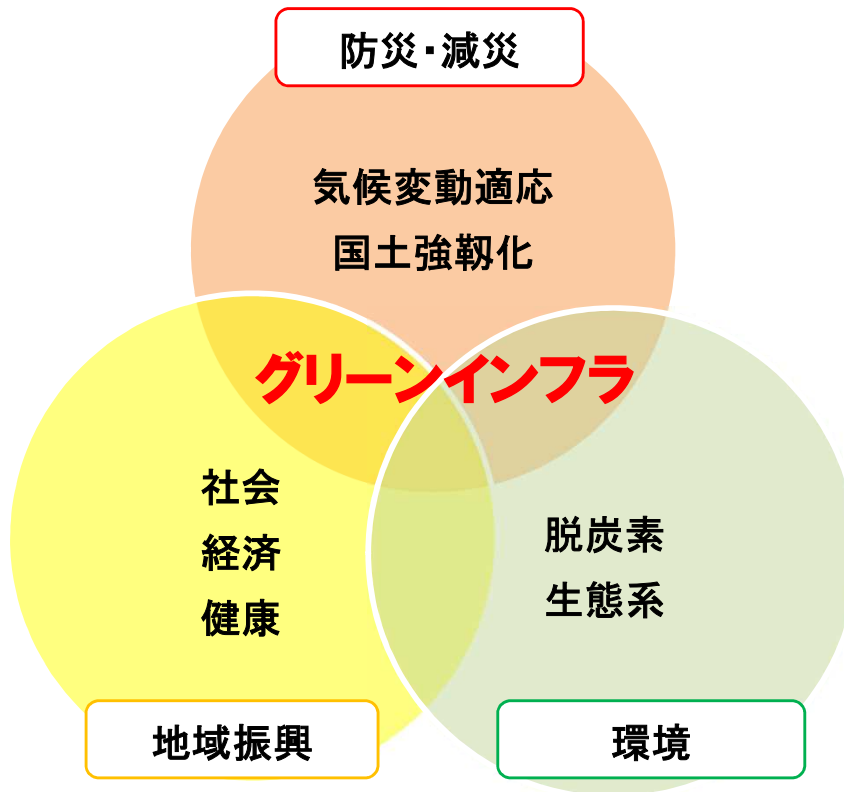 防災・減災
気候変動適応
国土強靱化
グリーンインフラ
社会
経済
健康
脱炭素
生態系
地域振興
環境